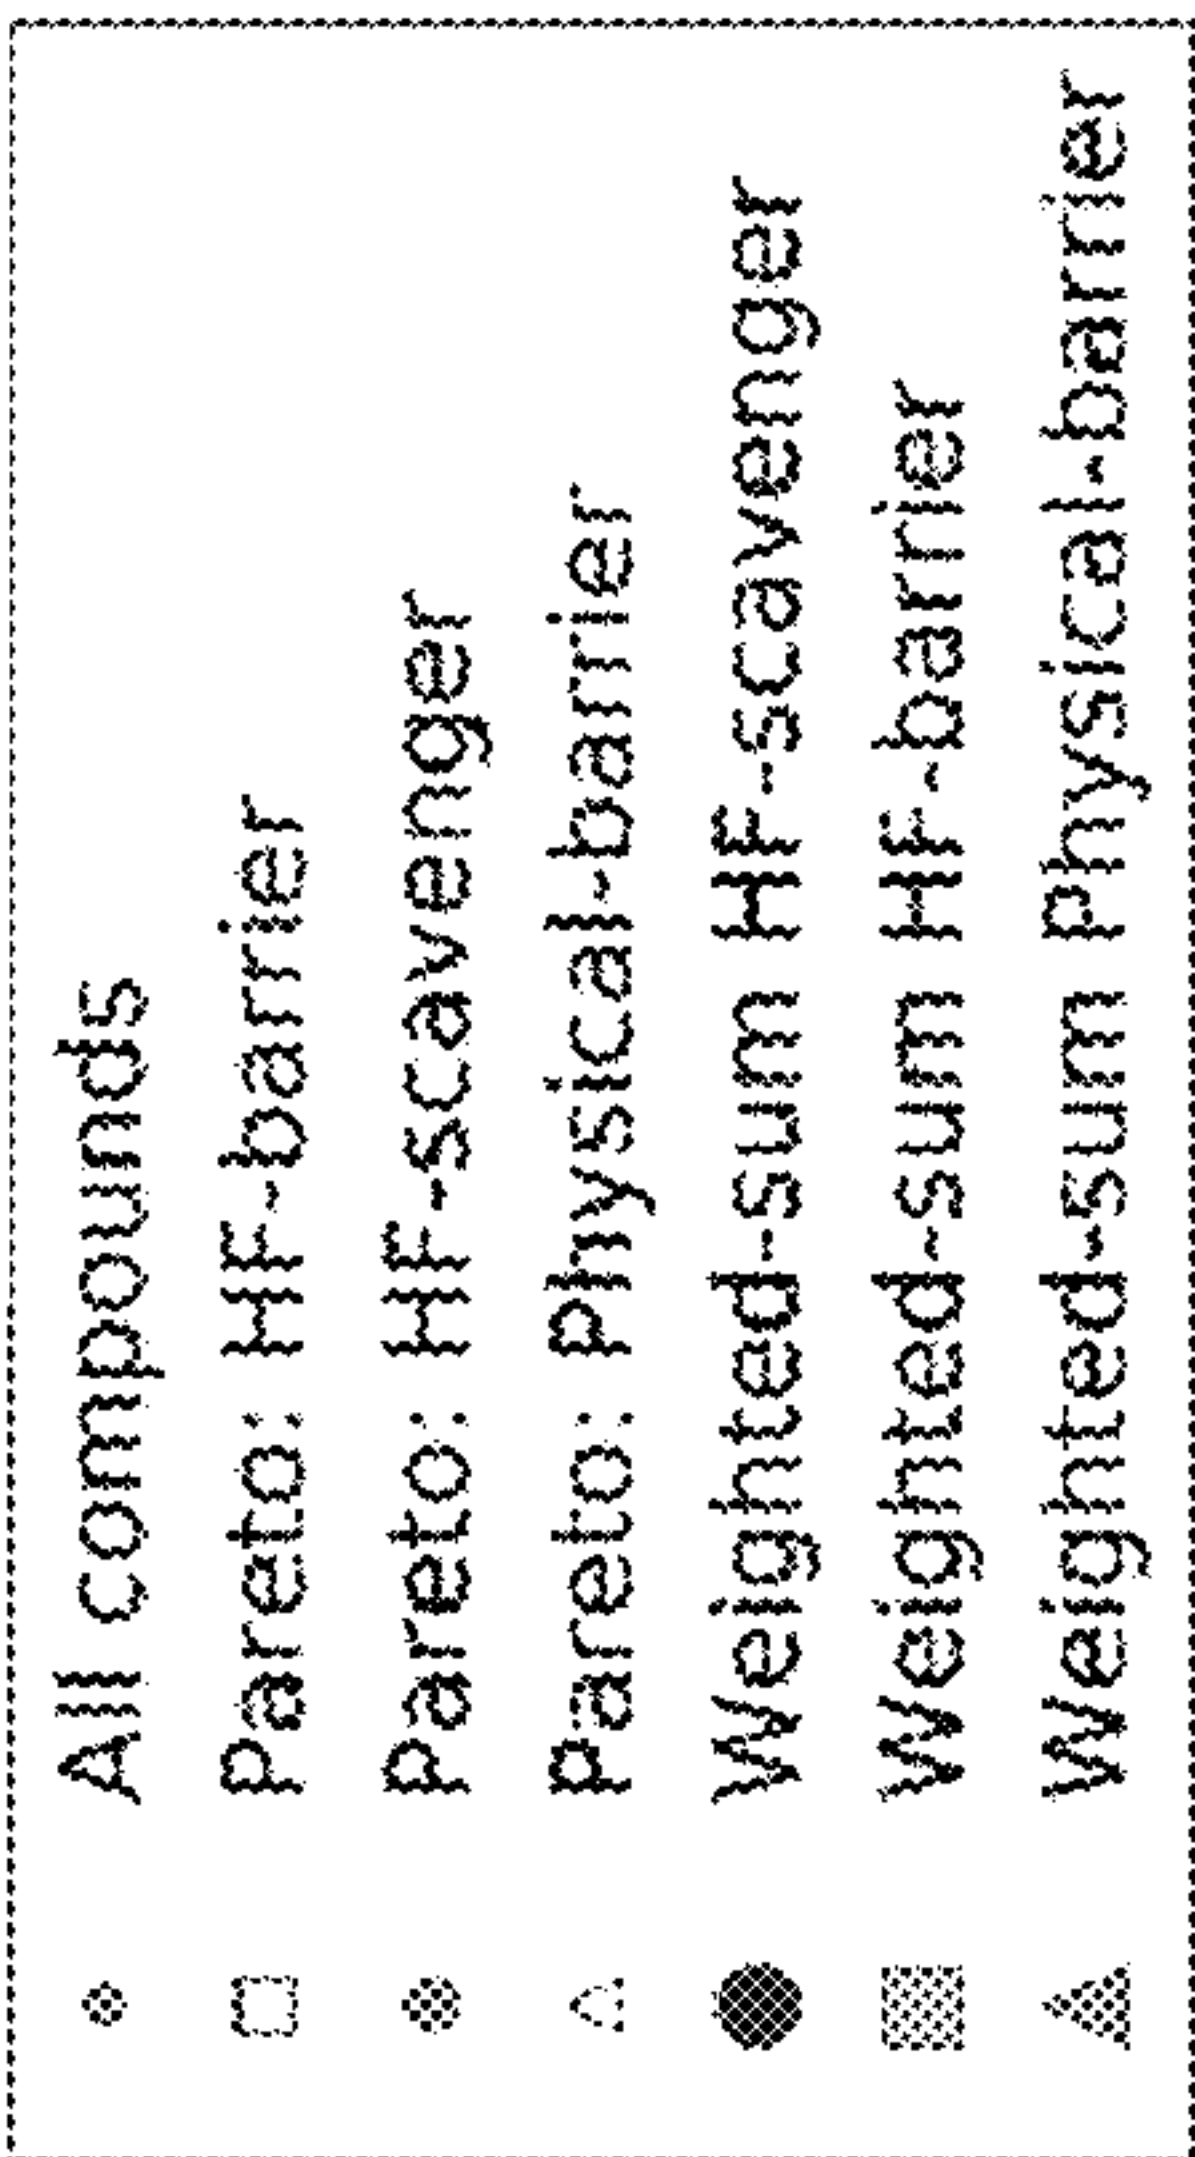 All compounds
Pareto: HF-barrier
Pareto: HF-scavenger
Pareto: Physical-barrier
Weighted-sum HF-scavenger
Weighted-sum HF-barrier
Weighted-sum Physical-barrier